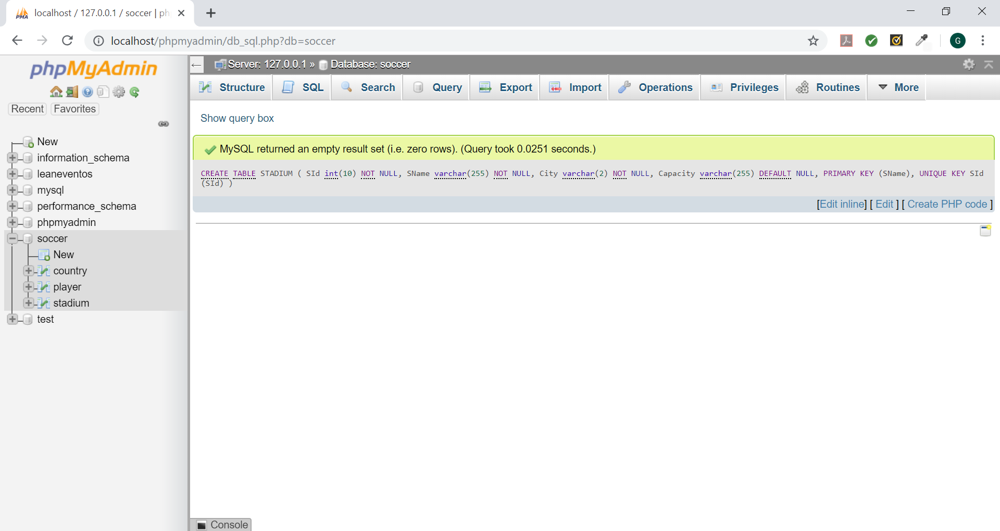 localhost / 127.0.0.1 / soccer | ph
localhost/phpmyadmin/db_sql.php?db=soccer
G
phpMyAdmin
Recent Favorites
New
information_schema
leaneventos
mysql
performance_schema
phpmyadmin
soccer
New
country
player
stadium
test
Server: 127.0.0.1 » Database: soccer
Structure SQL Search Query Export Import Operations Privileges Routines More
Show query box
MySQL returned an empty result set (i.e. zero rows). (Query took 0.0251 seconds.)
CREATE TABLE STADIUM ( SId int(10) NOT NULL, SName varchar(255) NOT NULL, City varchar(2) NOT NULL, Capacity varchar(255) DEFAULT NULL, PRIMARY KEY (SName), UNIQUE KEY SId
(SId) )
[Edit inline] [ Edit ] [ Create PHP code ]
Console